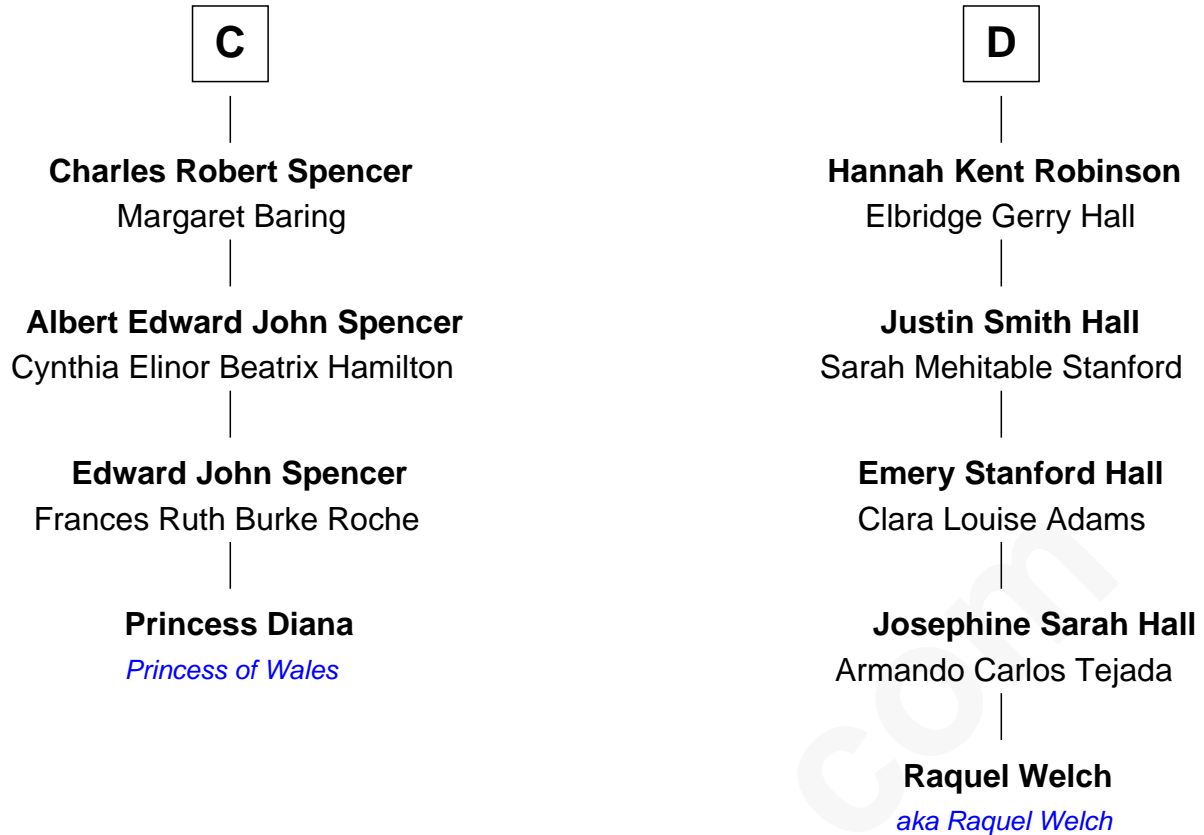 C
Charles Robert Spencer
Margaret Baring
Albert Edward John Spencer
Cynthia Elinor Beatrix Hamilton
Edward John Spencer
Frances Ruth Burke Roche
Princess Diana
Princess of Wales
D
Hannah Kent Robinson
Elbridge Gerry Hall
Justin Smith Hall
Sarah Mehitable Stanford
Emery Stanford Hall
Clara Louise Adams
Josephine Sarah Hall
Armando Carlos Tejada
Raquel Welch
aka Raquel Welch
com